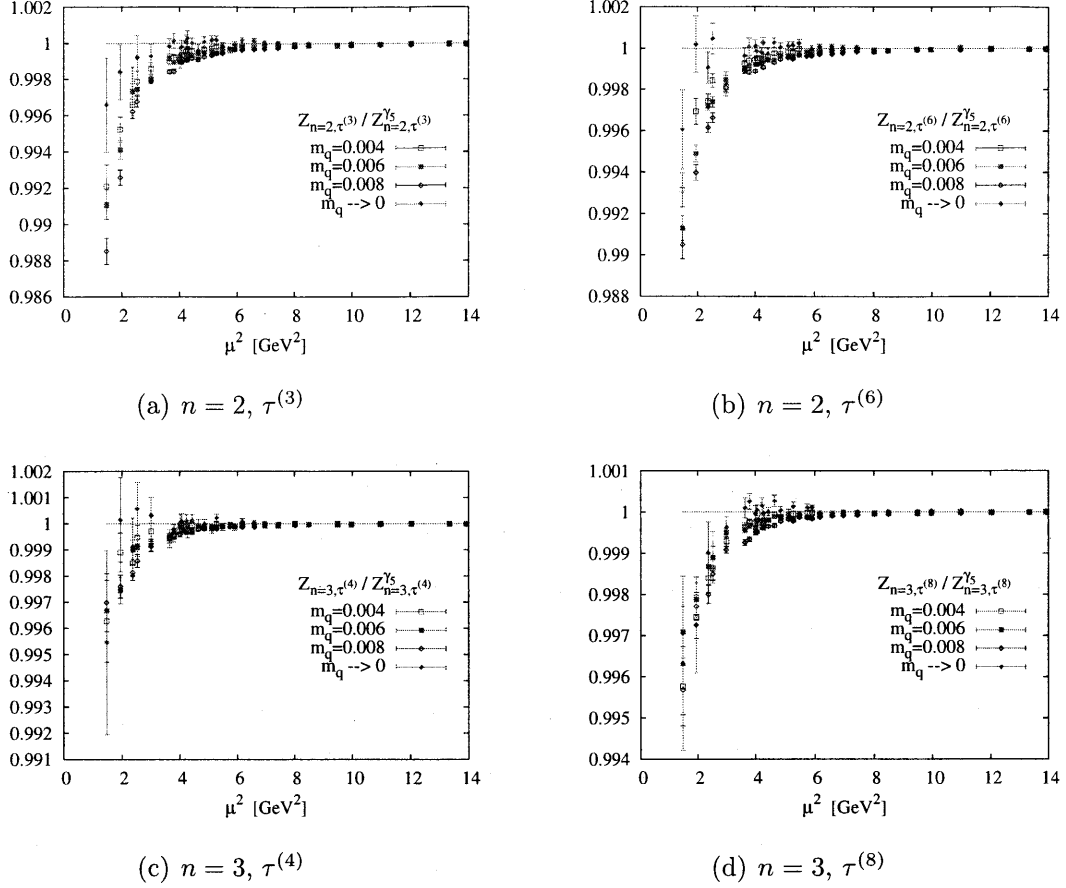 1.002
1
0.998
0.996
0.994
0.992
0.99
0.988
0.986
0 2 4 6 8 10 12 14
μ² [GeV²]
Z_{n=2,τ^{(3)}} / Z^{γ₅}_{n=2,τ^{(3)}}
m_q=0.004
m_q=0.006
m_q=0.008
m_q --> 0
(a) n = 2, τ^{(3)}
1.002
1
0.998
0.996
0.994
0.992
0.99
0.988
0 2 4 6 8 10 12 14
μ² [GeV²]
Z_{n=2,τ^{(6)}} / Z^{γ₅}_{n=2,τ^{(6)}}
m_q=0.004
m_q=0.006
m_q=0.008
m_q --> 0
(b) n = 2, τ^{(6)}
1.002
1.001
1
0.999
0.998
0.997
0.996
0.995
0.994
0.993
0.992
0.991
0 2 4 6 8 10 12 14
μ² [GeV²]
Z_{n=3,τ^{(4)}} / Z^{γ₅}_{n=3,τ^{(4)}}
m_q=0.004
m_q=0.006
m_q=0.008
m_q --> 0
(c) n = 3, τ^{(4)}
1.001
1
0.999
0.998
0.997
0.996
0.995
0.994
0 2 4 6 8 10 12 14
μ² [GeV²]
Z_{n=3,τ^{(8)}} / Z^{γ₅}_{n=3,τ^{(8)}}
m_q=0.004
m_q=0.006
m_q=0.008
m_q --> 0
(d) n = 3, τ^{(8)}